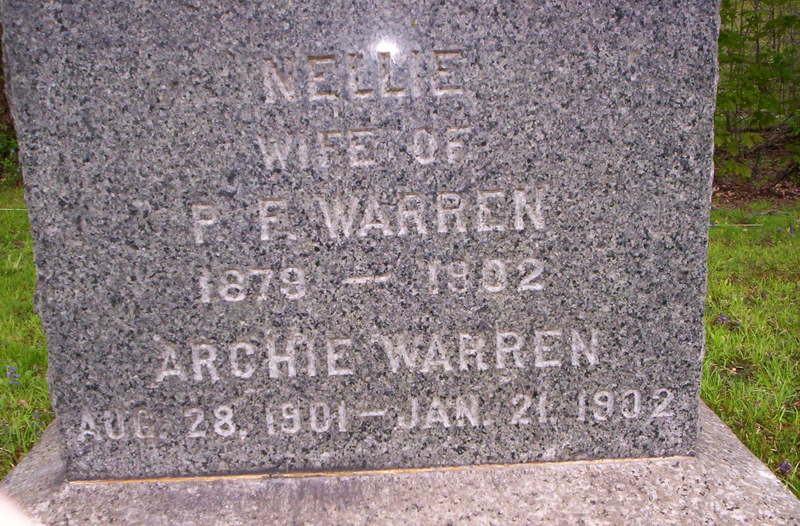 NELLIE
WIFE OF
P. F. WARREN
1879 — 1902
ARCHIE WARREN
AUG. 28, 1901 — JAN. 21, 1902